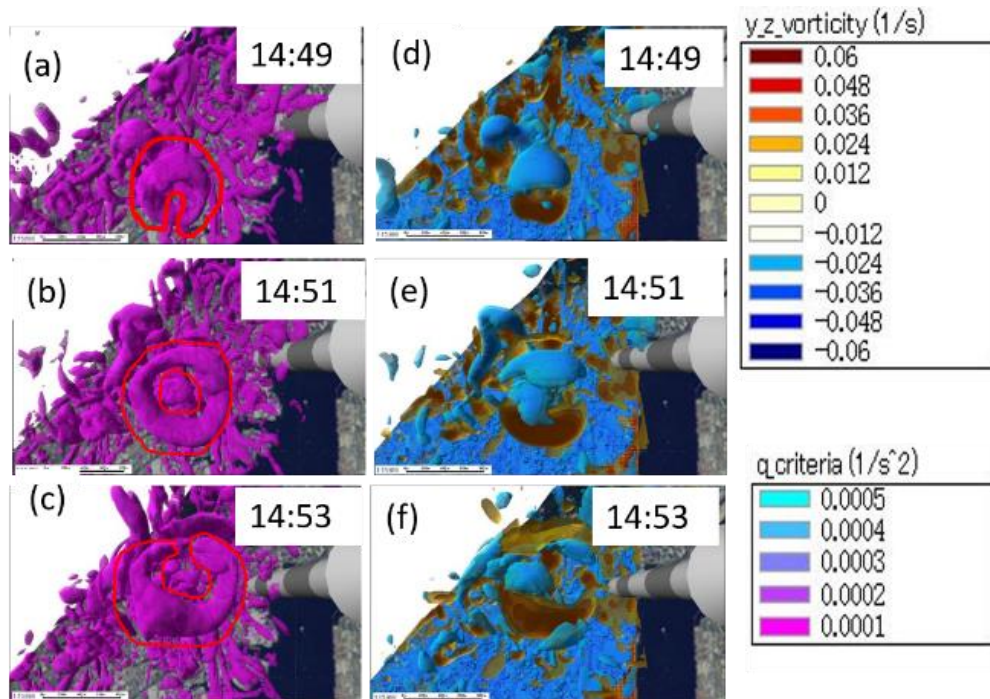 (a) 14:49
(d) 14:49
(b) 14:51
(e) 14:51
(c) 14:53
(f) 14:53
y_z_vorticity (1/s)
0.06
0.048
0.036
0.024
0.012
0
-0.012
-0.024
-0.036
-0.048
-0.06
q_criteria (1/s^2)
0.0005
0.0004
0.0003
0.0002
0.0001